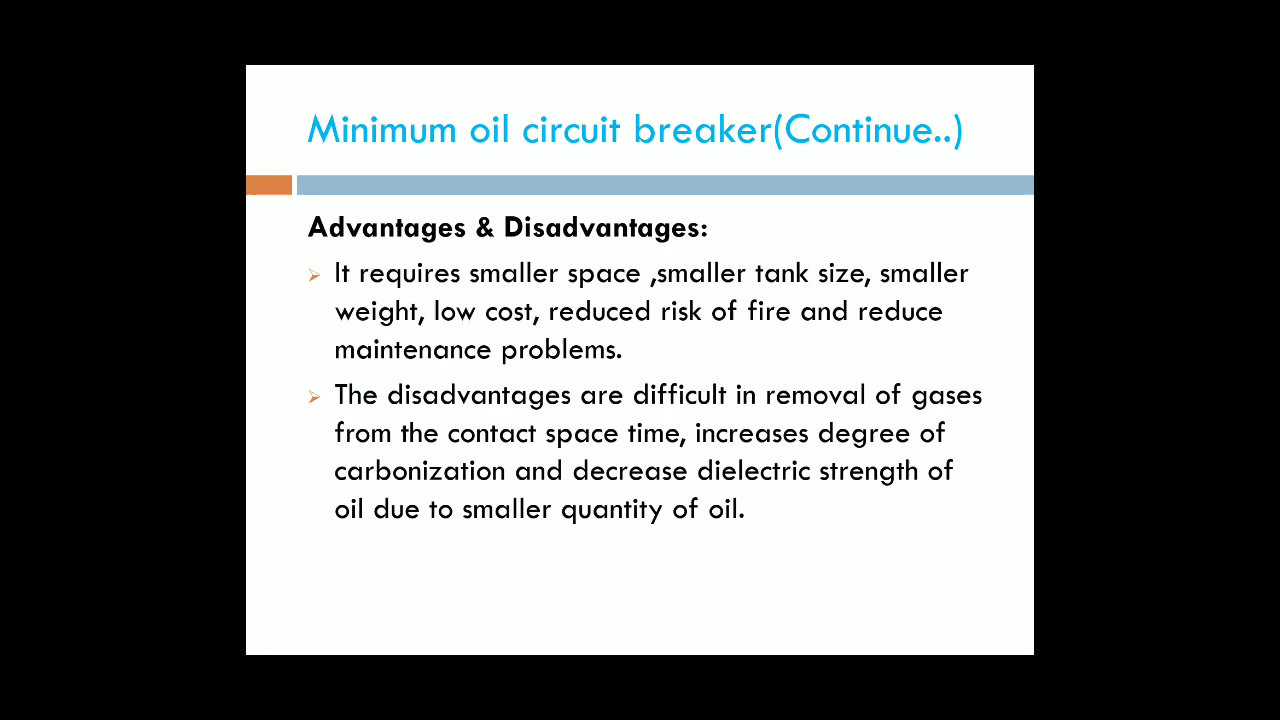 Minimum oil circuit breaker(Continue..)
Advantages & Disadvantages:
It requires smaller space ,smaller tank size, smaller
weight, low cost, reduced risk of fire and reduce
maintenance problems.
The disadvantages are difficult in removal of gases
from the contact space time, increases degree of
carbonization and decrease dielectric strength of
oil due to smaller quantity of oil.